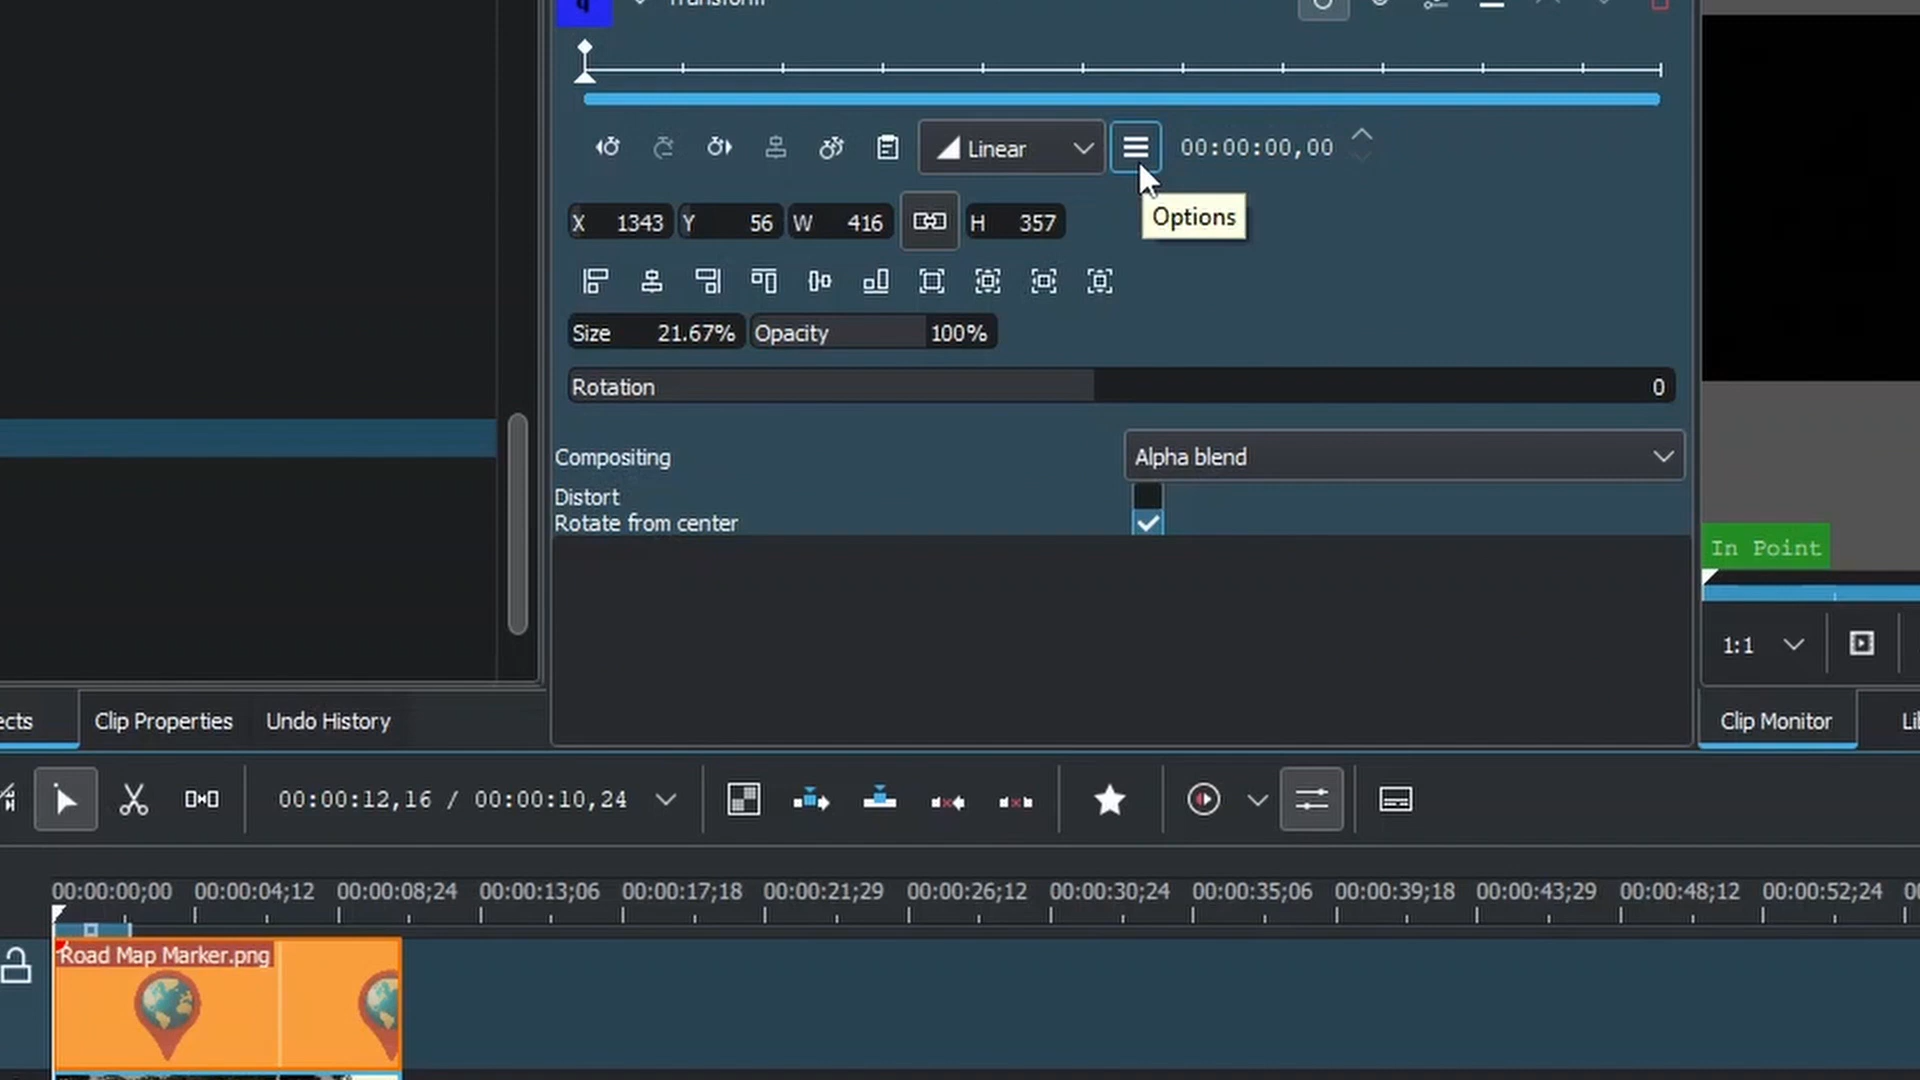 Transform
Linear
00:00:00,00
X 1343 Y 56 W 416 H 357
Options
Size 21.67% Opacity 100%
Rotation 0
Compositing Alpha blend
Distort
Rotate from center
In Point
1:1
Clip Properties Undo History
Clip Monitor
00:00:12,16 / 00:00:10,24
00:00:00;00 00:00:04;12 00:00:08;24 00:00:13;06 00:00:17;18 00:00:21;29 00:00:26;12 00:00:30;24 00:00:35;06 00:00:39;18 00:00:43;29 00:00:48;12 00:00:52;24
Road Map Marker.png